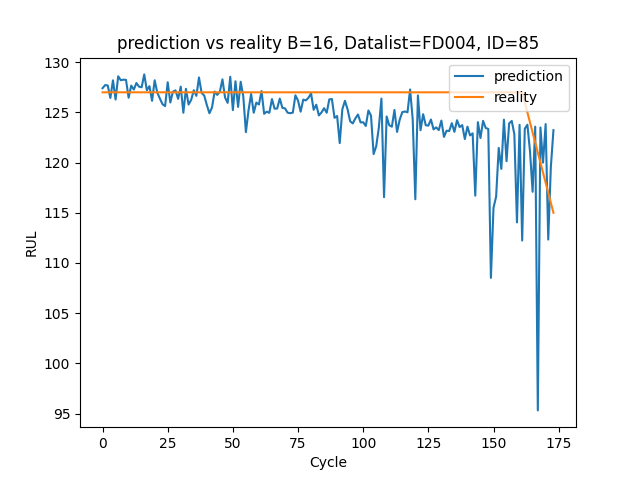 prediction vs reality B=16, Datalist=FD004, ID=85
130
125
120
115
110
105
100
95
RUL
prediction
reality
0 25 50 75 100 125 150 175
Cycle